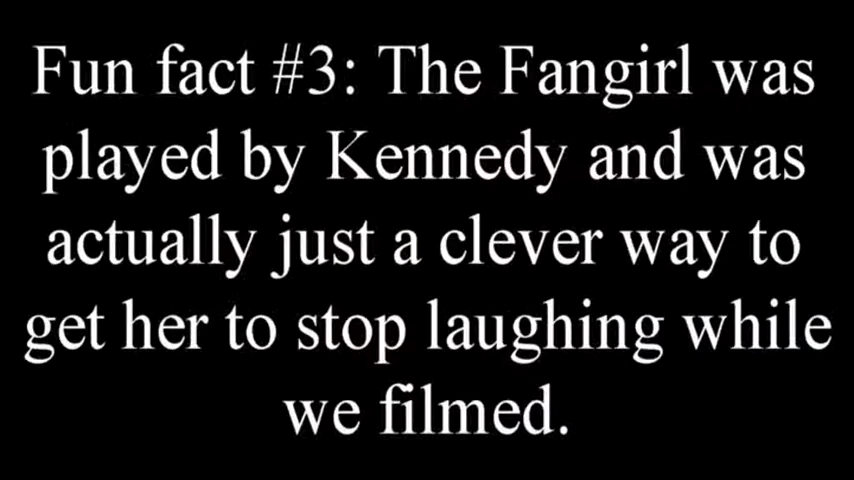 Fun fact #3: The Fangirl was
played by Kennedy and was
actually just a clever way to
get her to stop laughing while
we filmed.